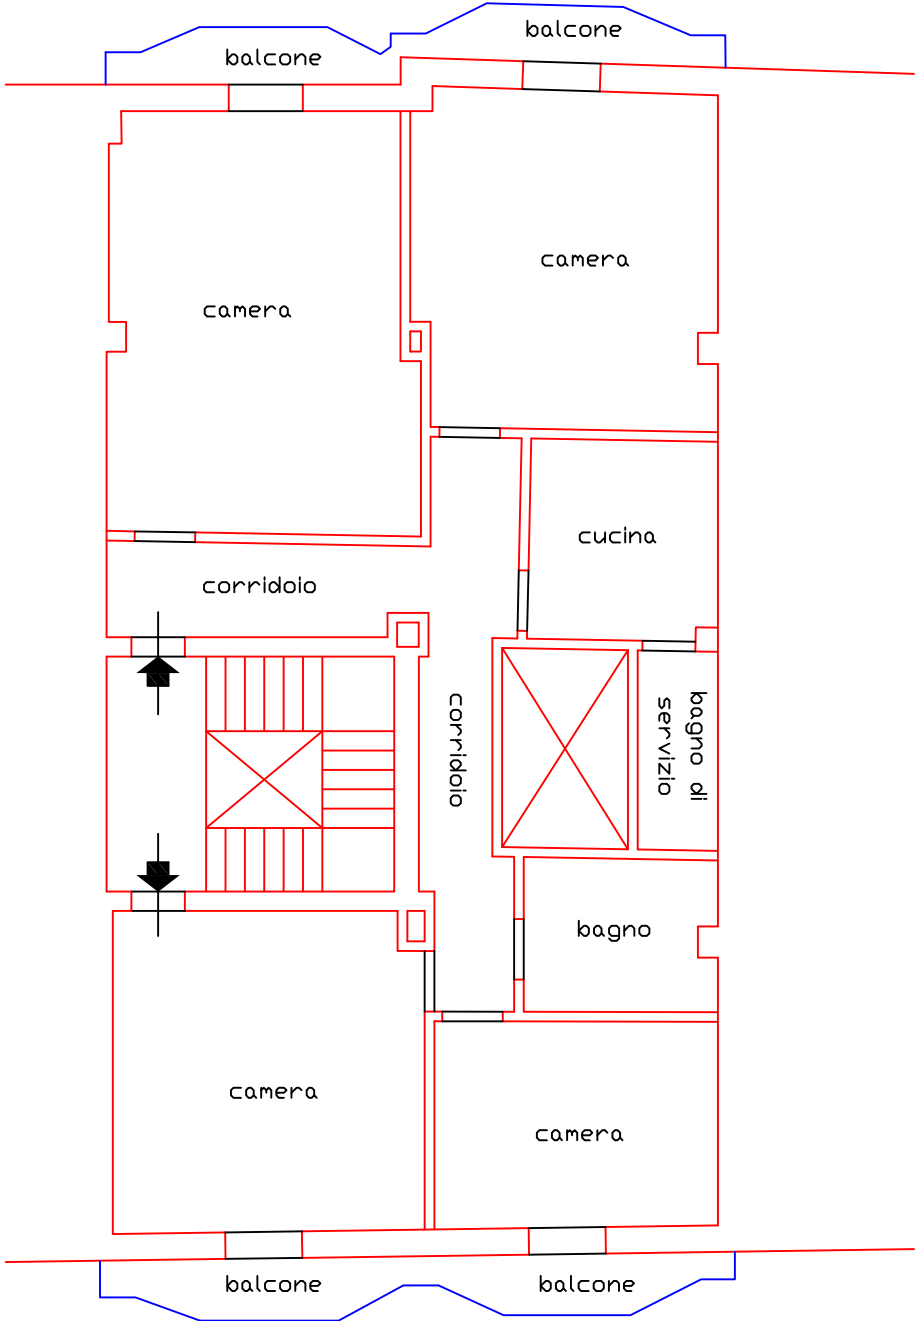 balcone
balcone
camera
camera
cucina
corridoio
corridoio
bagno di
servizio
bagno
camera
camera
balcone
balcone